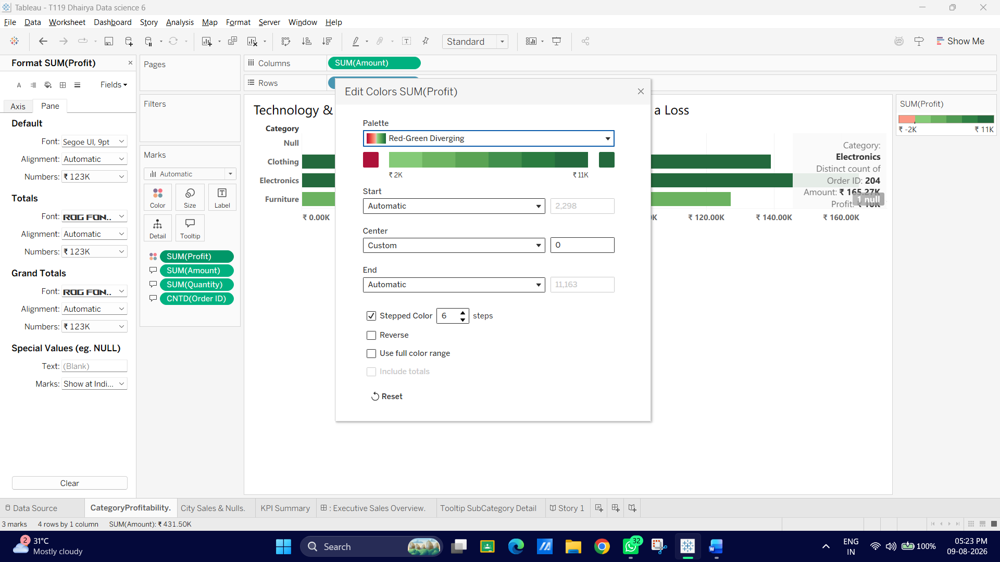 Tableau - T119 Dhairya Data science 6
File Data Worksheet Dashboard Story Analysis Map Format Server Window Help
Standard
Show Me
Format SUM(Profit)
Fields
Axis Pane
Default
Font: Segoe UI, 9pt
Alignment: Automatic
Numbers: ₹ 123K
Totals
Font: ROG FON..
Alignment: Automatic
Numbers: ₹ 123K
Grand Totals
Font: ROG FON..
Alignment: Automatic
Numbers: ₹ 123K
Special Values (eg. NULL)
Text: (Blank)
Marks: Show at Indi...
Clear
Pages
Filters
Marks
Automatic
Color Size Label
Detail Tooltip
SUM(Profit)
SUM(Amount)
SUM(Quantity)
CNTD(Order ID)
Columns SUM(Amount)
Rows
Technology & a Loss
Category
Null
Clothing
Electronics
Furniture
₹ 0.00K K ₹ 120.00K ₹ 140.00K ₹ 160.00K
Category:
Electronics
Distinct count of
Order ID: 204
Amount: ₹ 165.27K
Profit: ₹ 10K
1 null
Edit Colors SUM(Profit)
Palette
Red-Green Diverging
₹ 2K ₹ 11K
Start
Automatic 2,298
Center
Custom 0
End
Automatic 11,163
Stepped Color 6 steps
Reverse
Use full color range
Include totals
Reset
SUM(Profit)
₹ -2K ₹ 11K
Data Source CategoryProfitability. City Sales & Nulls. KPI Summary : Executive Sales Overview. Tooltip SubCategory Detail Story 1
3 marks 4 rows by 1 column SUM(Amount): ₹ 431.50K
2
31°C
Mostly cloudy
Search
32
ENG
IN
100%
05:23 PM
09-08-2026